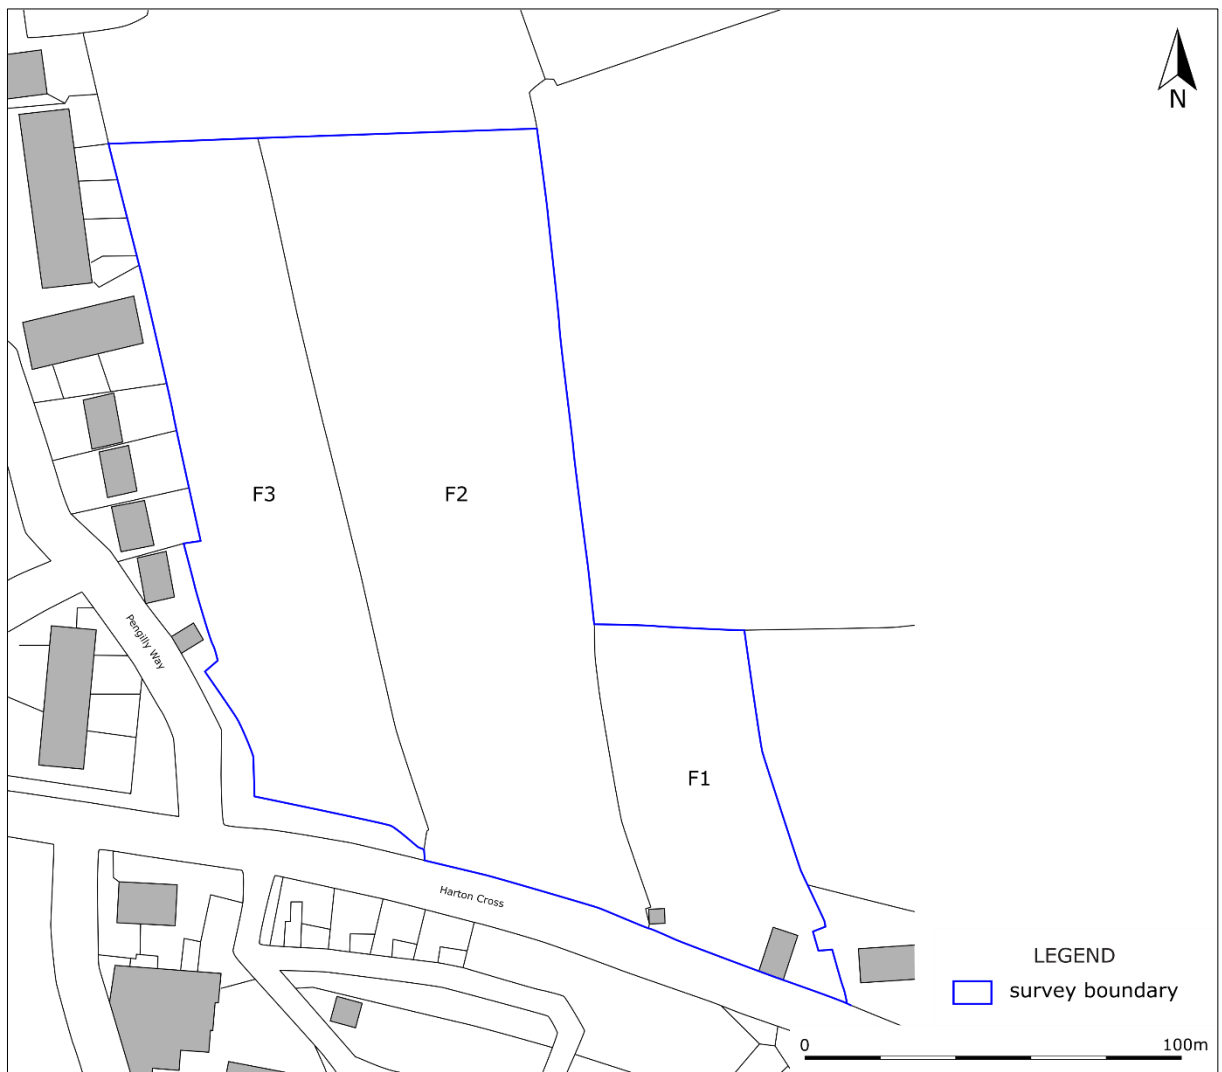 N
F3
F2
Pengilly Way
F1
Harton Cross
LEGEND
survey boundary
0 100m